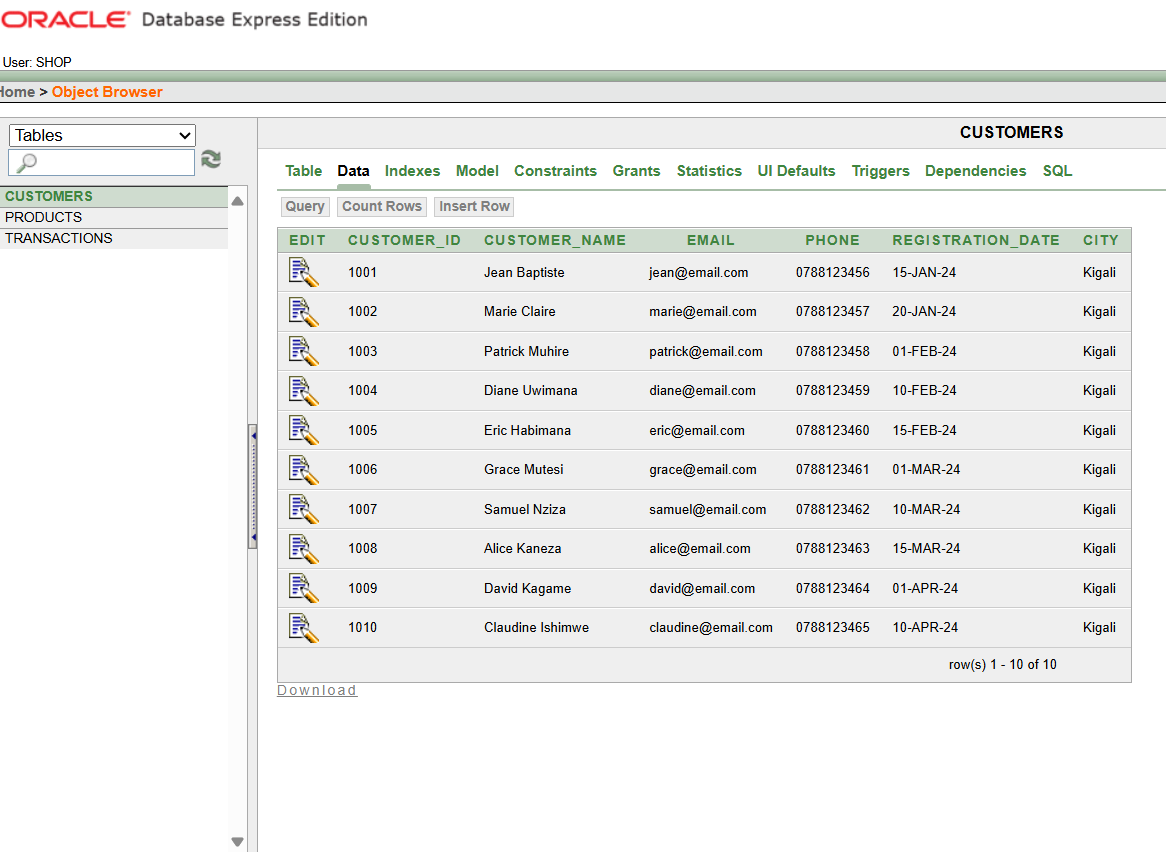 ORACLE Database Express Edition
User: SHOP
Home > Object Browser
Tables
CUSTOMERS
PRODUCTS
TRANSACTIONS
CUSTOMERS
Table Data Indexes Model Constraints Grants Statistics UI Defaults Triggers Dependencies SQL
Query Count Rows Insert Row
EDIT CUSTOMER_ID CUSTOMER_NAME EMAIL PHONE REGISTRATION_DATE CITY
1001 Jean Baptiste jean@email.com 0788123456 15-JAN-24 Kigali
1002 Marie Claire marie@email.com 0788123457 20-JAN-24 Kigali
1003 Patrick Muhire patrick@email.com 0788123458 01-FEB-24 Kigali
1004 Diane Uwimana diane@email.com 0788123459 10-FEB-24 Kigali
1005 Eric Habimana eric@email.com 0788123460 15-FEB-24 Kigali
1006 Grace Mutesi grace@email.com 0788123461 01-MAR-24 Kigali
1007 Samuel Nziza samuel@email.com 0788123462 10-MAR-24 Kigali
1008 Alice Kaneza alice@email.com 0788123463 15-MAR-24 Kigali
1009 David Kagame david@email.com 0788123464 01-APR-24 Kigali
1010 Claudine Ishimwe claudine@email.com 0788123465 10-APR-24 Kigali
row(s) 1 - 10 of 10
Download